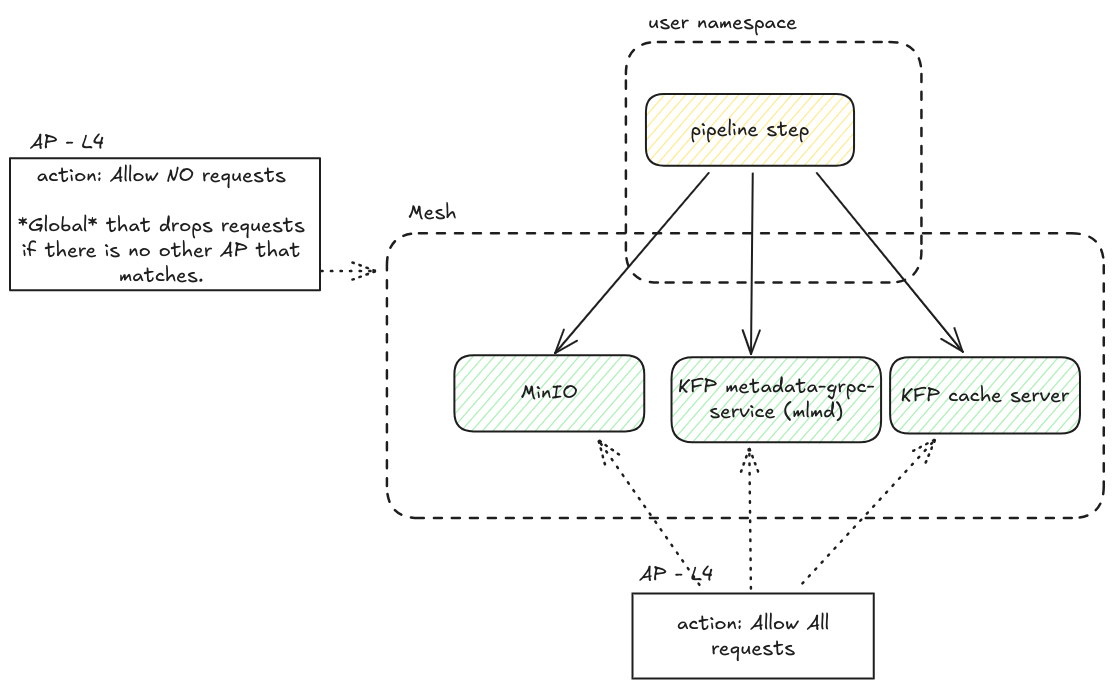 user namespace
pipeline step
AP - L4
action: Allow NO requests
*Global* that drops requests
if there is no other AP that
matches.
Mesh
MinIO
KFP metadata-grpc-
service (mlmd)
KFP cache server
AP - L4
action: Allow All
requests